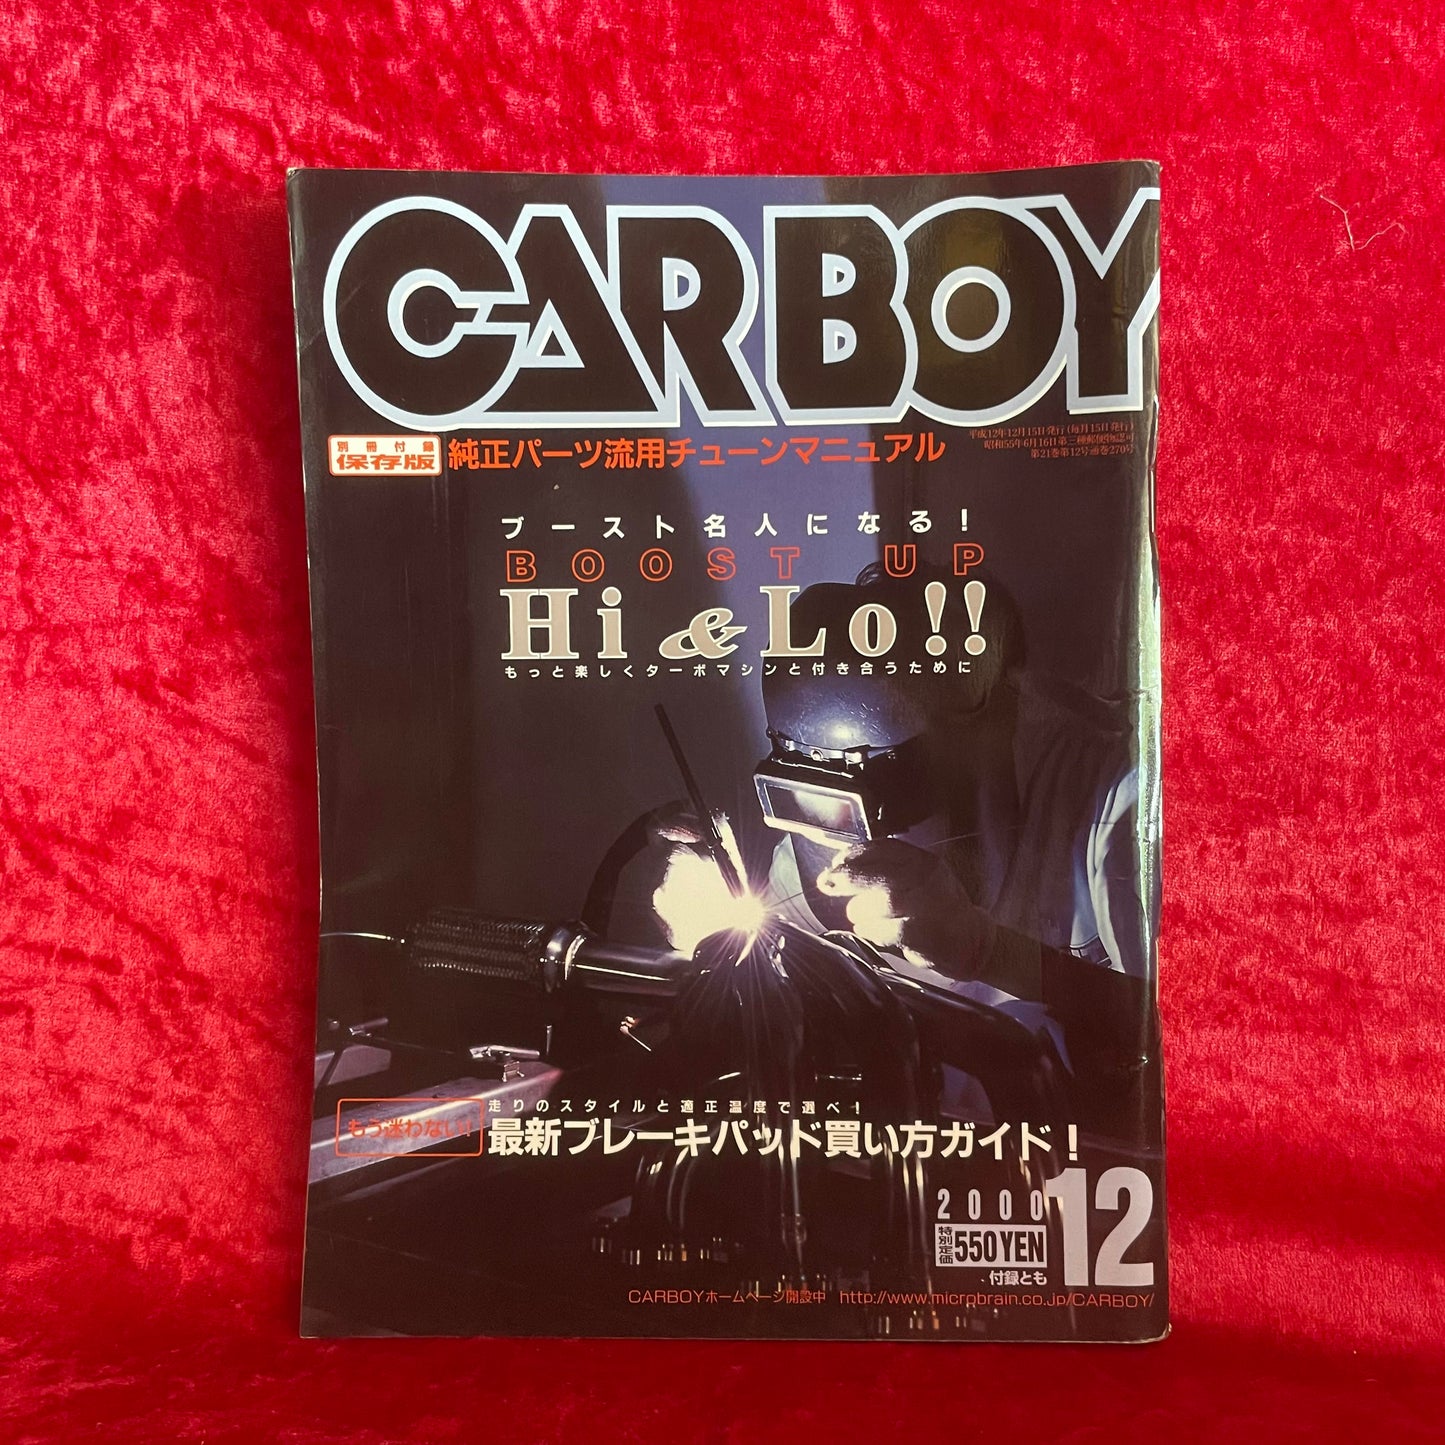 CARBOY
別冊付録
保存版
純正パーツ流用チューンマニュアル
平成12年12月15日発行(毎月15日発行)
昭和55年6月16日第三種郵便物認可
第21巻第12号通巻270号
ブースト名人になる!
BOOST UP
Hi & Lo!!
もっと楽しくターボマシンと付き合うために
走りのスタイルと適正温度で選べ!
もう迷わない!
最新ブレーキパッド買い方ガイド!
2000
12
特別定価
550YEN
付録とも
CARBOYホームページ開設中 http://www.microbrain.co.jp/CARBOY/